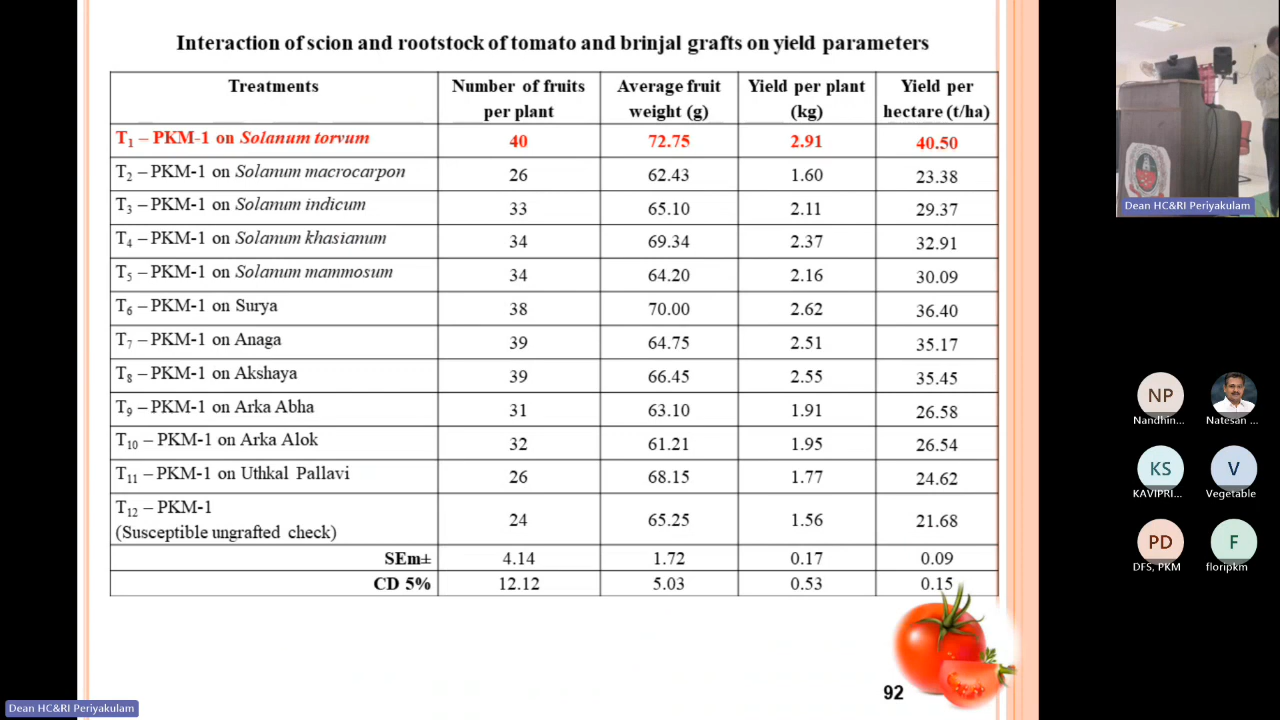 Interaction of scion and rootstock of tomato and brinjal grafts on yield parameters
Treatments Number of fruits per plant Average fruit weight (g) Yield per plant (kg) Yield per hectare (t/ha)
T1 – PKM-1 on Solanum torvum 40 72.75 2.91 40.50
T2 – PKM-1 on Solanum macrocarpon 26 62.43 1.60 23.38
T3 – PKM-1 on Solanum indicum 33 65.10 2.11 29.37
T4 – PKM-1 on Solanum khasianum 34 69.34 2.37 32.91
T5 – PKM-1 on Solanum mammosum 34 64.20 2.16 30.09
T6 – PKM-1 on Surya 38 70.00 2.62 36.40
T7 – PKM-1 on Anaga 39 64.75 2.51 35.17
T8 – PKM-1 on Akshaya 39 66.45 2.55 35.45
T9 – PKM-1 on Arka Abha 31 63.10 1.91 26.58
T10 – PKM-1 on Arka Alok 32 61.21 1.95 26.54
T11 – PKM-1 on Uthkal Pallavi 26 68.15 1.77 24.62
T12 – PKM-1
(Susceptible ungrafted check) 24 65.25 1.56 21.68
SEm± 4.14 1.72 0.17 0.09
CD 5% 12.12 5.03 0.53 0.15
92
Dean HC&RI Periyakulam
Dean HC&RI Periyakulam
NP
Nandhin...
Natesan ...
KS
KAVIPRI...
V
Vegetable
PD
DFS, PKM
F
floripkm